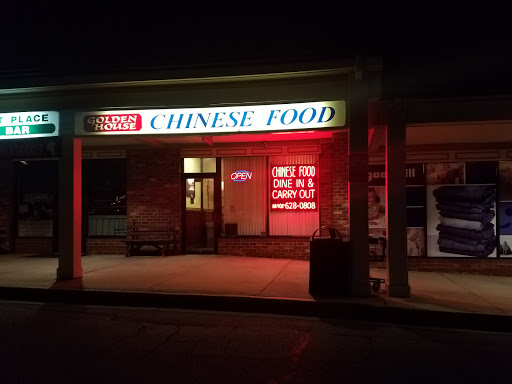 T PLACE
BAR
GOLDEN
HOUSE
CHINESE FOOD
OPEN
CHINESE FOOD
DINE IN &
CARRY OUT
628-0808